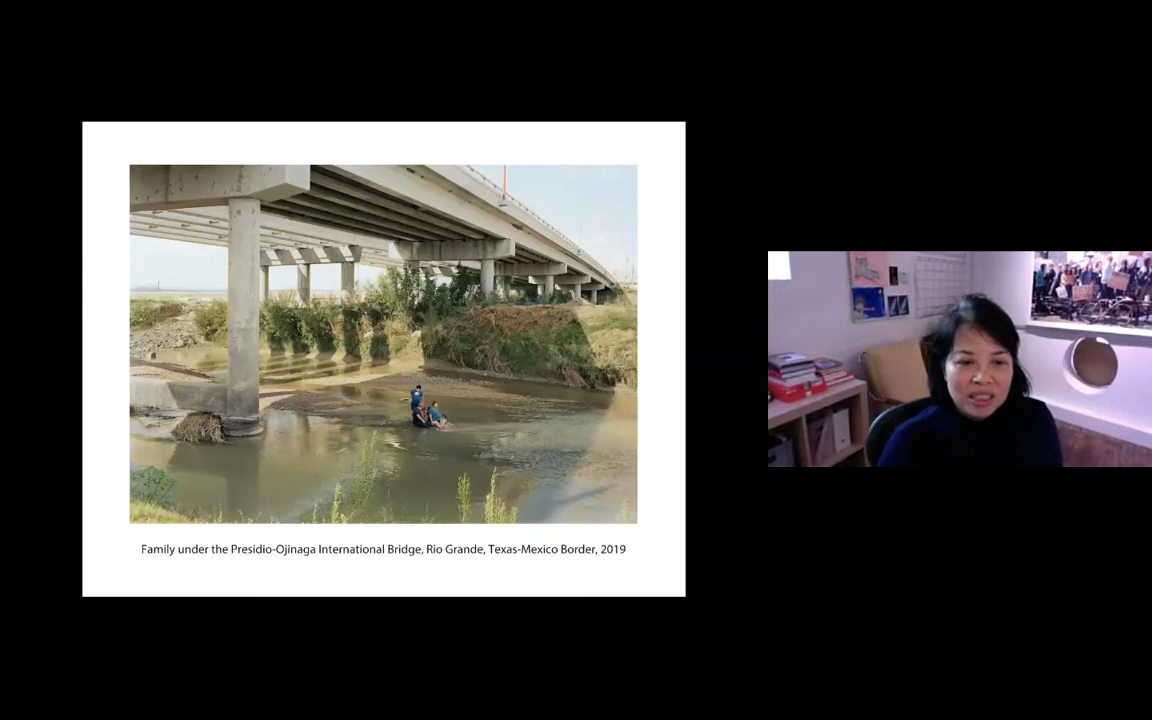 Family under the Presidio-Ojinaga International Bridge, Rio Grande, Texas-Mexico Border, 2019